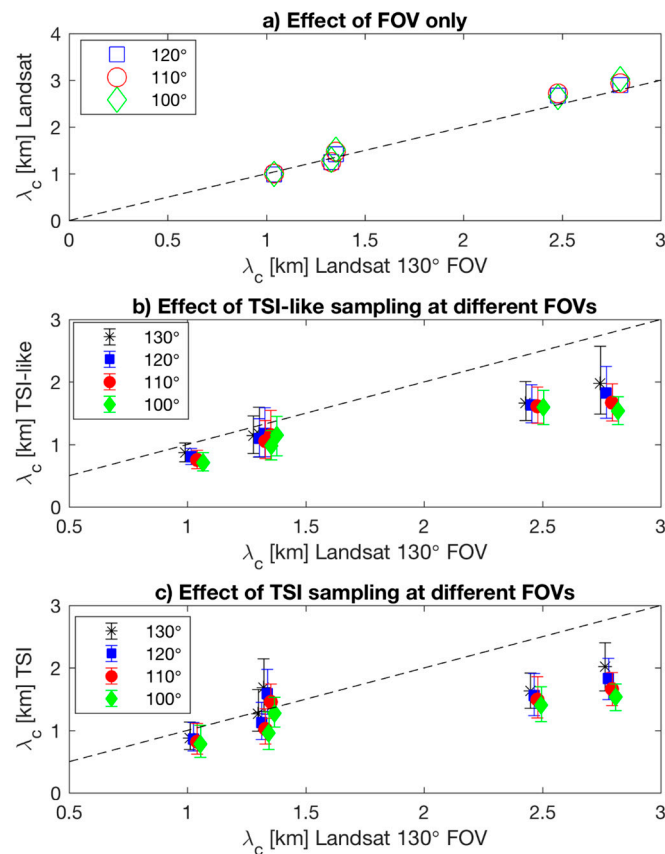 a) Effect of FOV only
4
3
2
1
0
120°
110°
100°
λc [km] Landsat
0 0.5 1 1.5 2 2.5 3
λc [km] Landsat 130° FOV
b) Effect of TSI-like sampling at different FOVs
3
2
1
0
130°
120°
110°
100°
λc [km] TSI-like
0.5 1 1.5 2 2.5 3
λc [km] Landsat 130° FOV
c) Effect of TSI sampling at different FOVs
3
2
1
0
130°
120°
110°
100°
λc [km] TSI
0.5 1 1.5 2 2.5 3
λc [km] Landsat 130° FOV